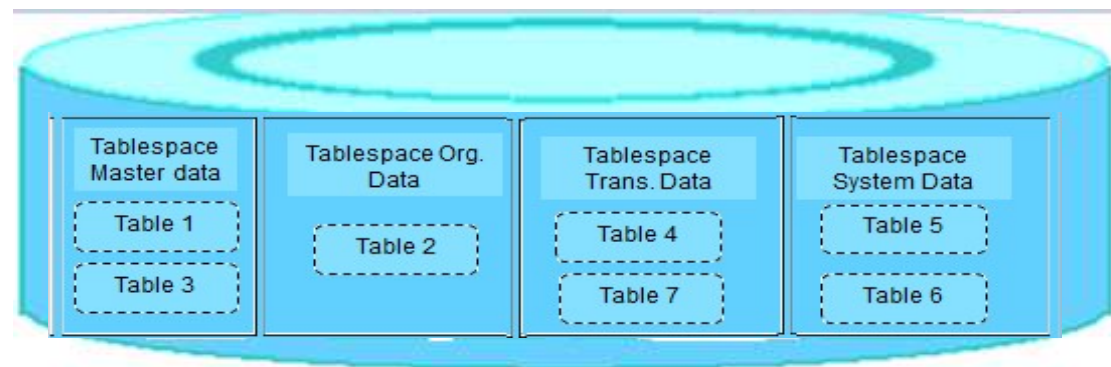 Tablespace
Master data
Table 1
Table 3
Tablespace Org.
Data
Table 2
Tablespace
Trans. Data
Table 4
Table 7
Tablespace
System Data
Table 5
Table 6